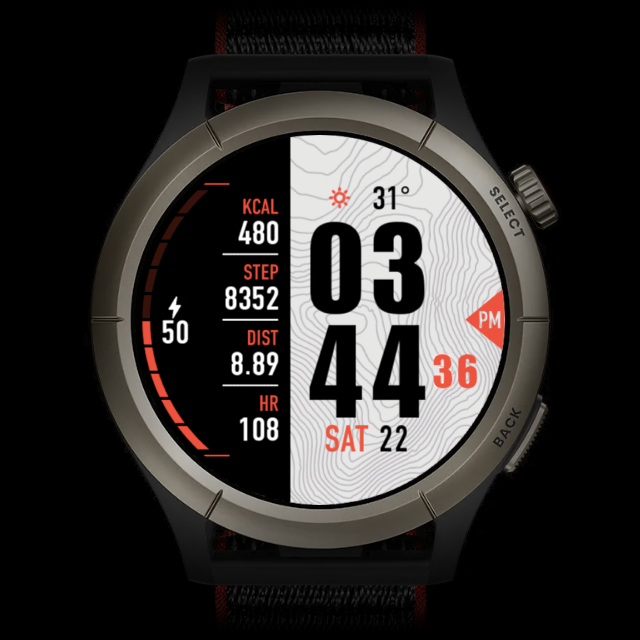 KCAL
480
STEP
8352
DIST
8.89
HR
108
50
31°
03
44
36
PM
SAT 22
SELECT
BACK